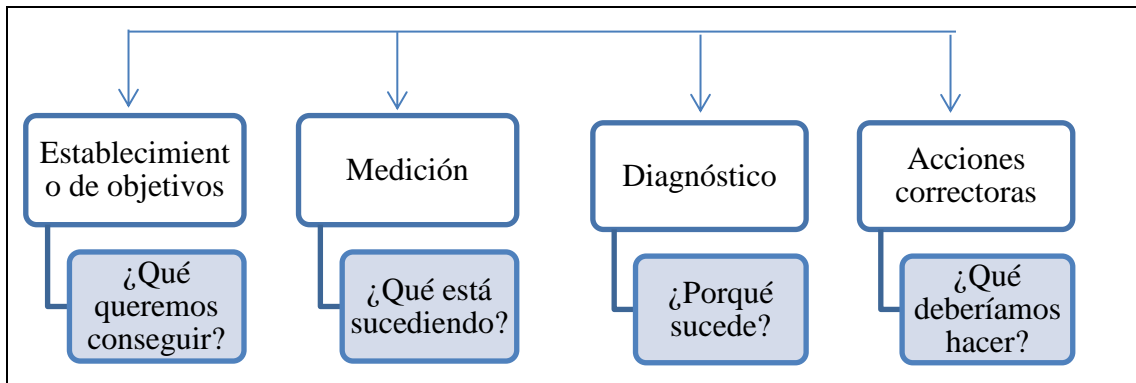 Establecimient
o de objetivos
Medición
Diagnóstico
Acciones
correctoras
¿Qué
queremos
conseguir?
¿Qué está
sucediendo?
¿Porqué
sucede?
¿Qué
deberíamos
hacer?